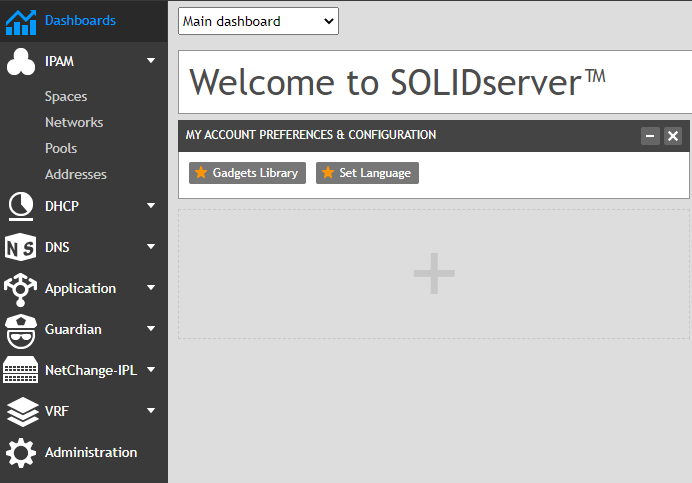 Dashboards
IPAM
Spaces
Networks
Pools
Addresses
DHCP
NS
DNS
Application
Guardian
NetChange-IPL
VRF
Administration
Main dashboard
Welcome to SOLIDserver™
MY ACCOUNT PREFERENCES & CONFIGURATION
Gadgets Library
Set Language